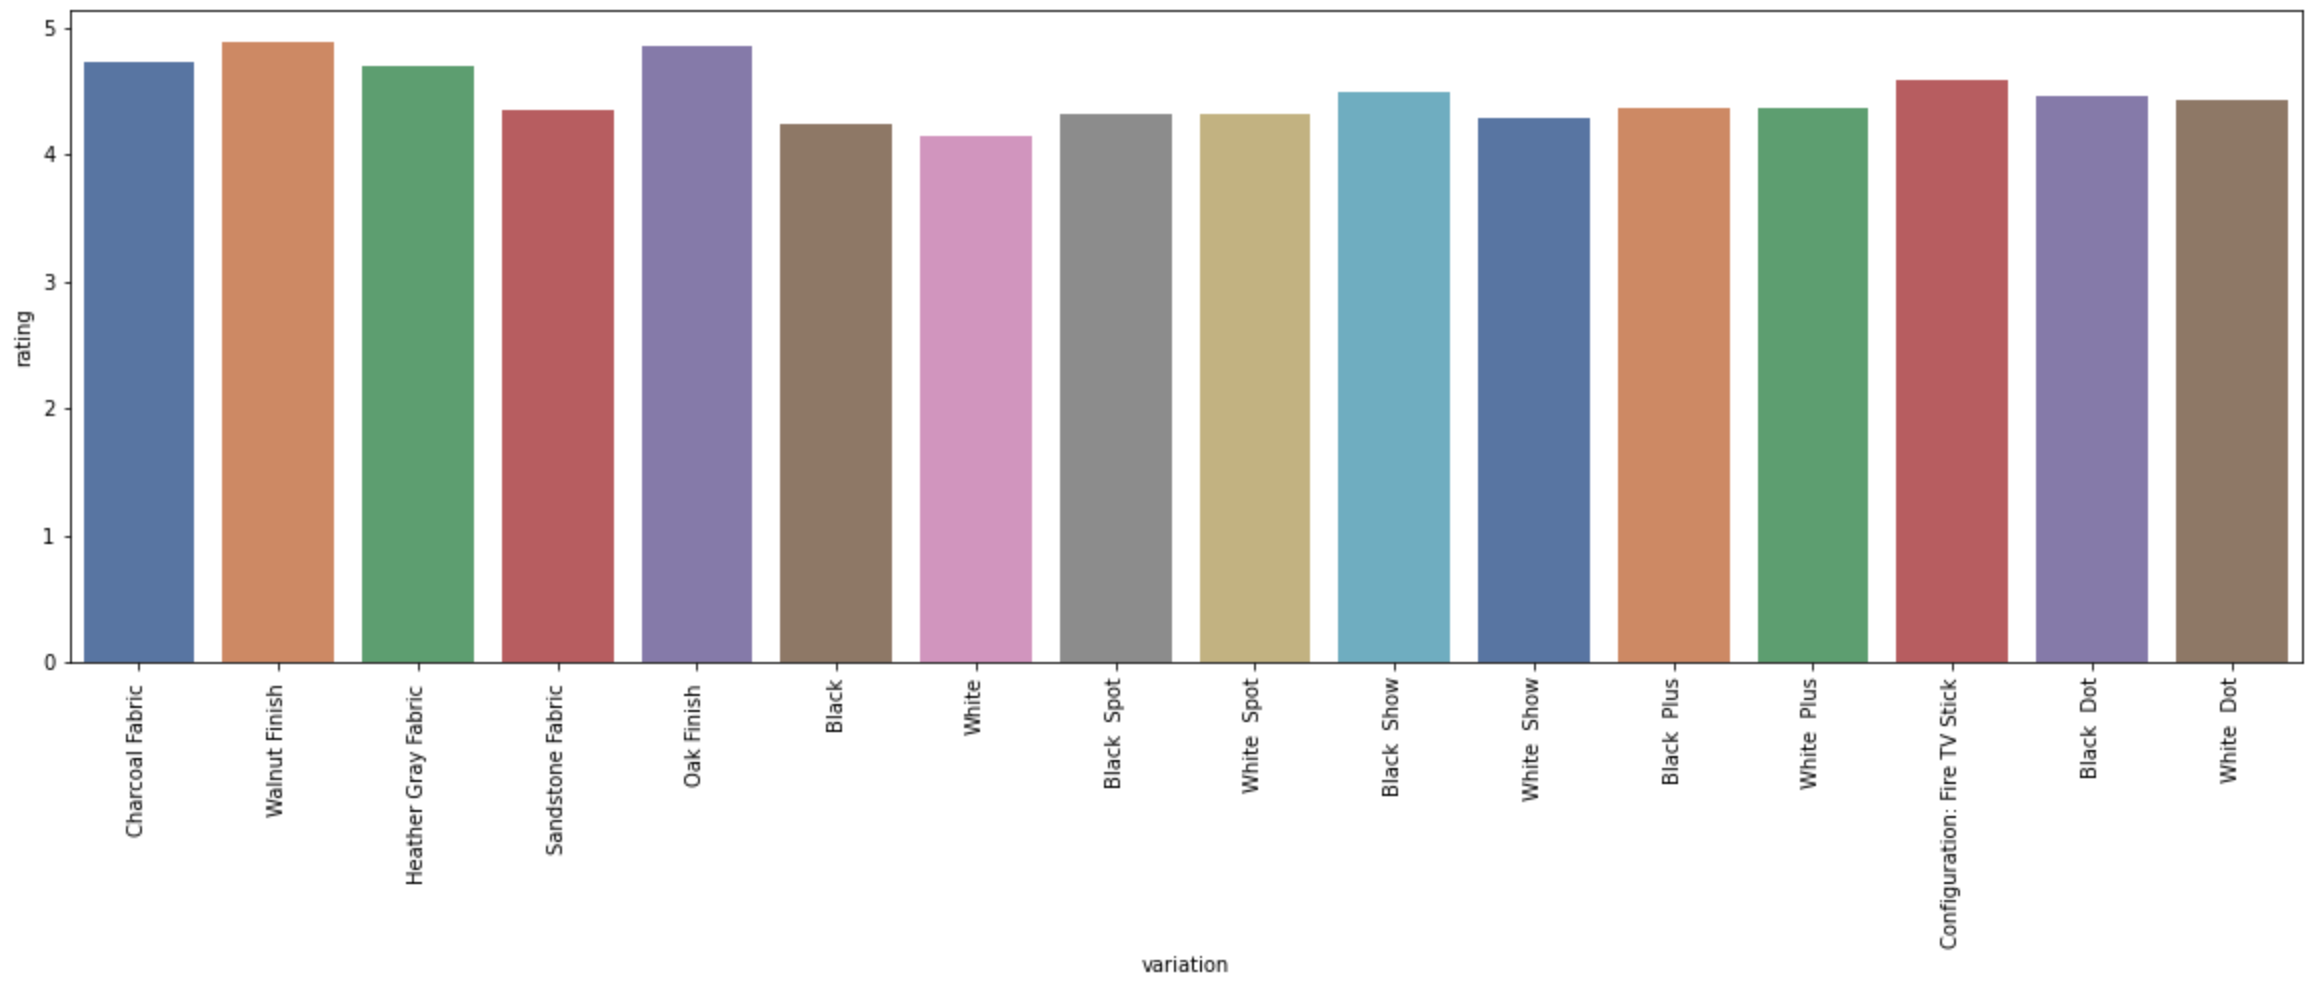 5
4
3
2
1
0
rating
Charcoal Fabric
Walnut Finish
Heather Gray Fabric
Sandstone Fabric
Oak Finish
Black
White
Black  Spot
White  Spot
Black  Show
White  Show
Black  Plus
White  Plus
Configuration: Fire TV Stick
Black  Dot
White  Dot
variation